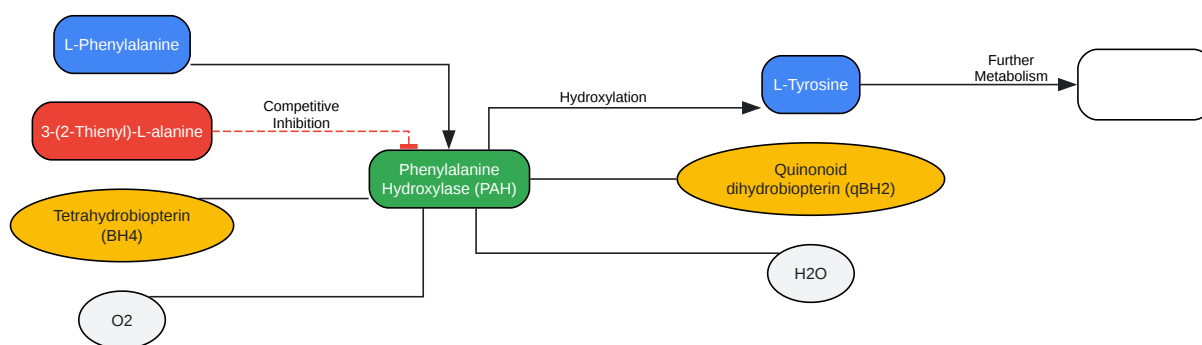 L-Phenylalanine
3-(2-Thienyl)-L-alanine
Competitive
Inhibition
Tetrahydrobiopterin
(BH4)
O2
Phenylalanine
Hydroxylase (PAH)
Hydroxylation
L-Tyrosine
Further
Metabolism
Quinonoid
dihydrobiopterin (qBH2)
H2O